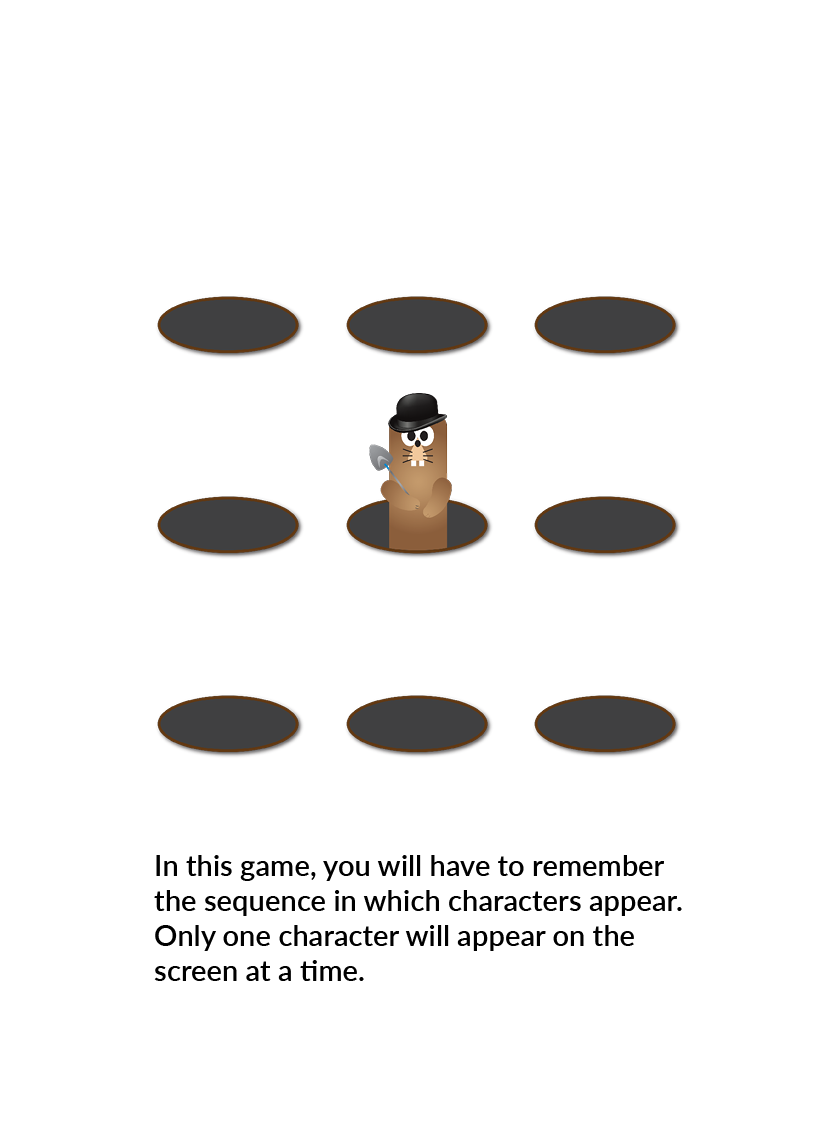 In this game, you will have to remember
the sequence in which characters appear.
Only one character will appear on the
screen at a time.